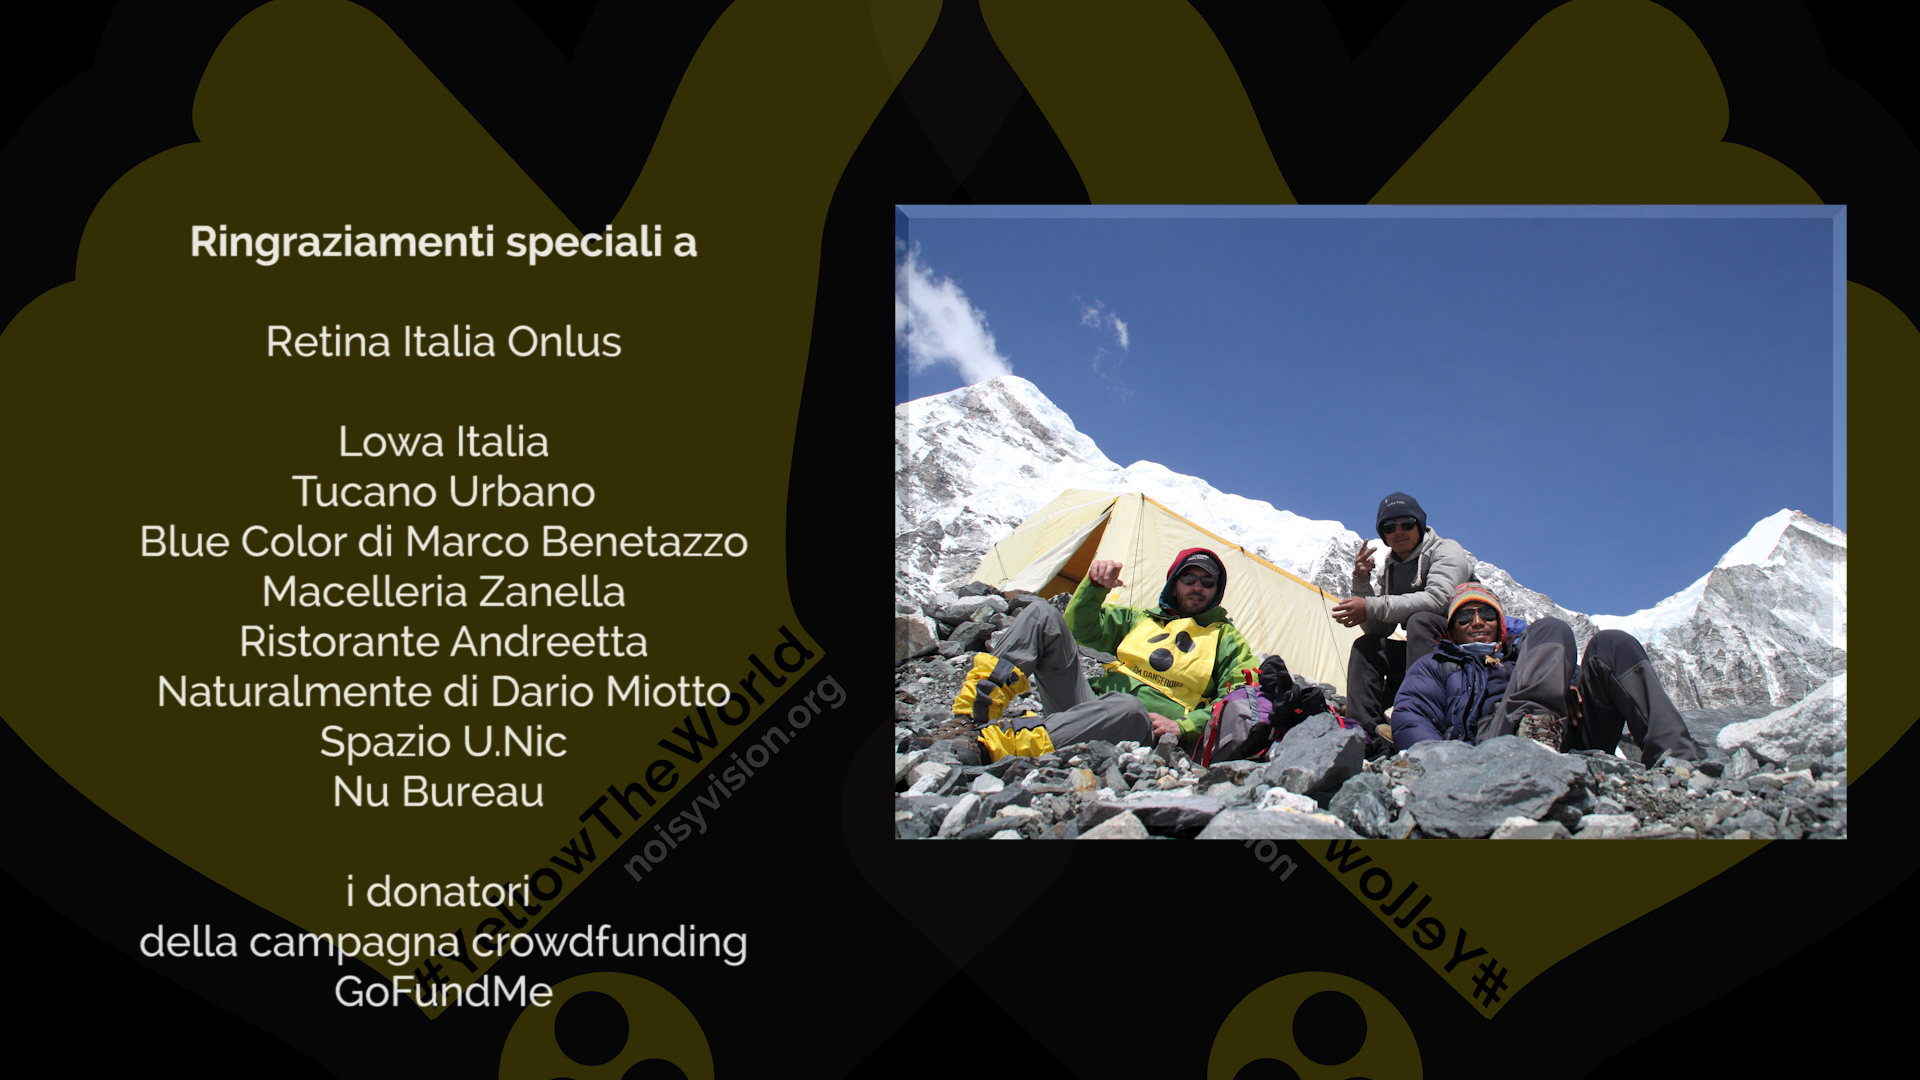 Ringraziamenti speciali a
Retina Italia Onlus
Lowa Italia
Tucano Urbano
Blue Color di Marco Benetazzo
Macelleria Zanella
Ristorante Andreetta
Naturalmente di Dario Miotto
Spazio U.Nic
Nu Bureau
i donatori
della campagna crowdfunding
GoFundMe
#YellowTheWorld
noisyvision.org
I'M DANGEROUS
#Yellow